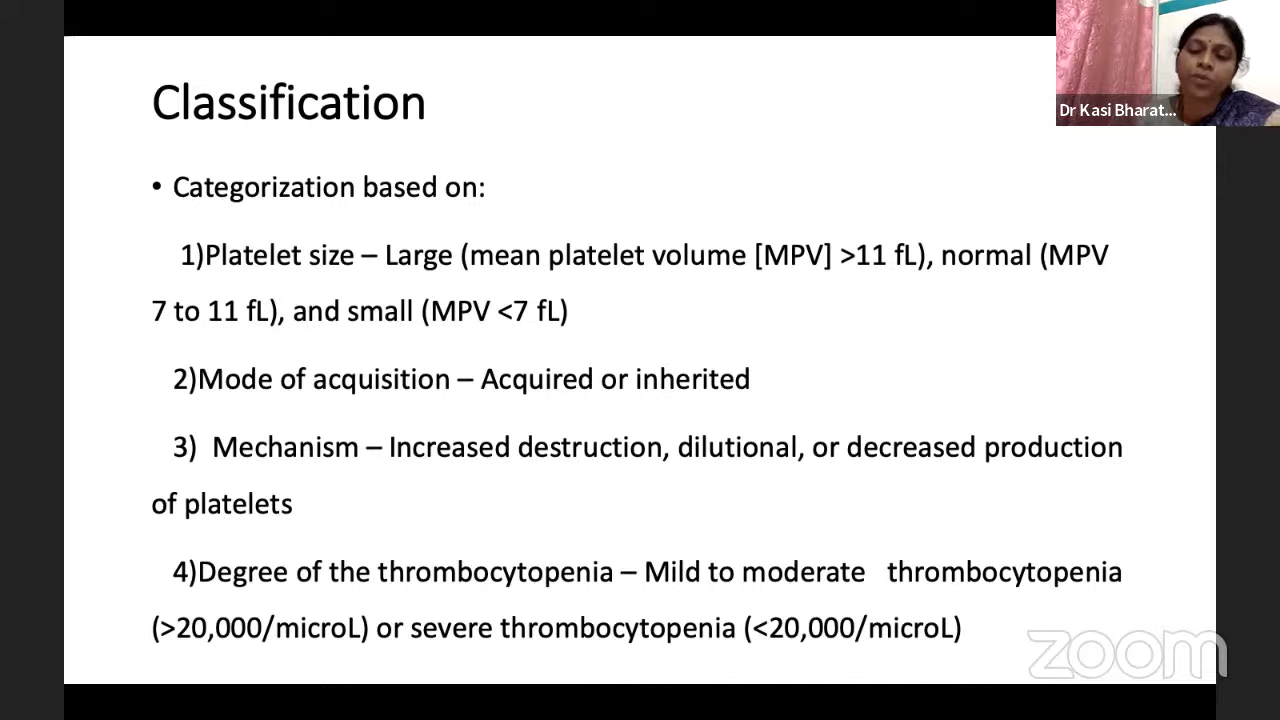 Classification
Dr Kasi Bharat...
• Categorization based on:
1)Platelet size – Large (mean platelet volume [MPV] >11 fL), normal (MPV
7 to 11 fL), and small (MPV <7 fL)
2)Mode of acquisition – Acquired or inherited
3) Mechanism – Increased destruction, dilutional, or decreased production
of platelets
4)Degree of the thrombocytopenia – Mild to moderate thrombocytopenia
(>20,000/microL) or severe thrombocytopenia (<20,000/microL)
zoom